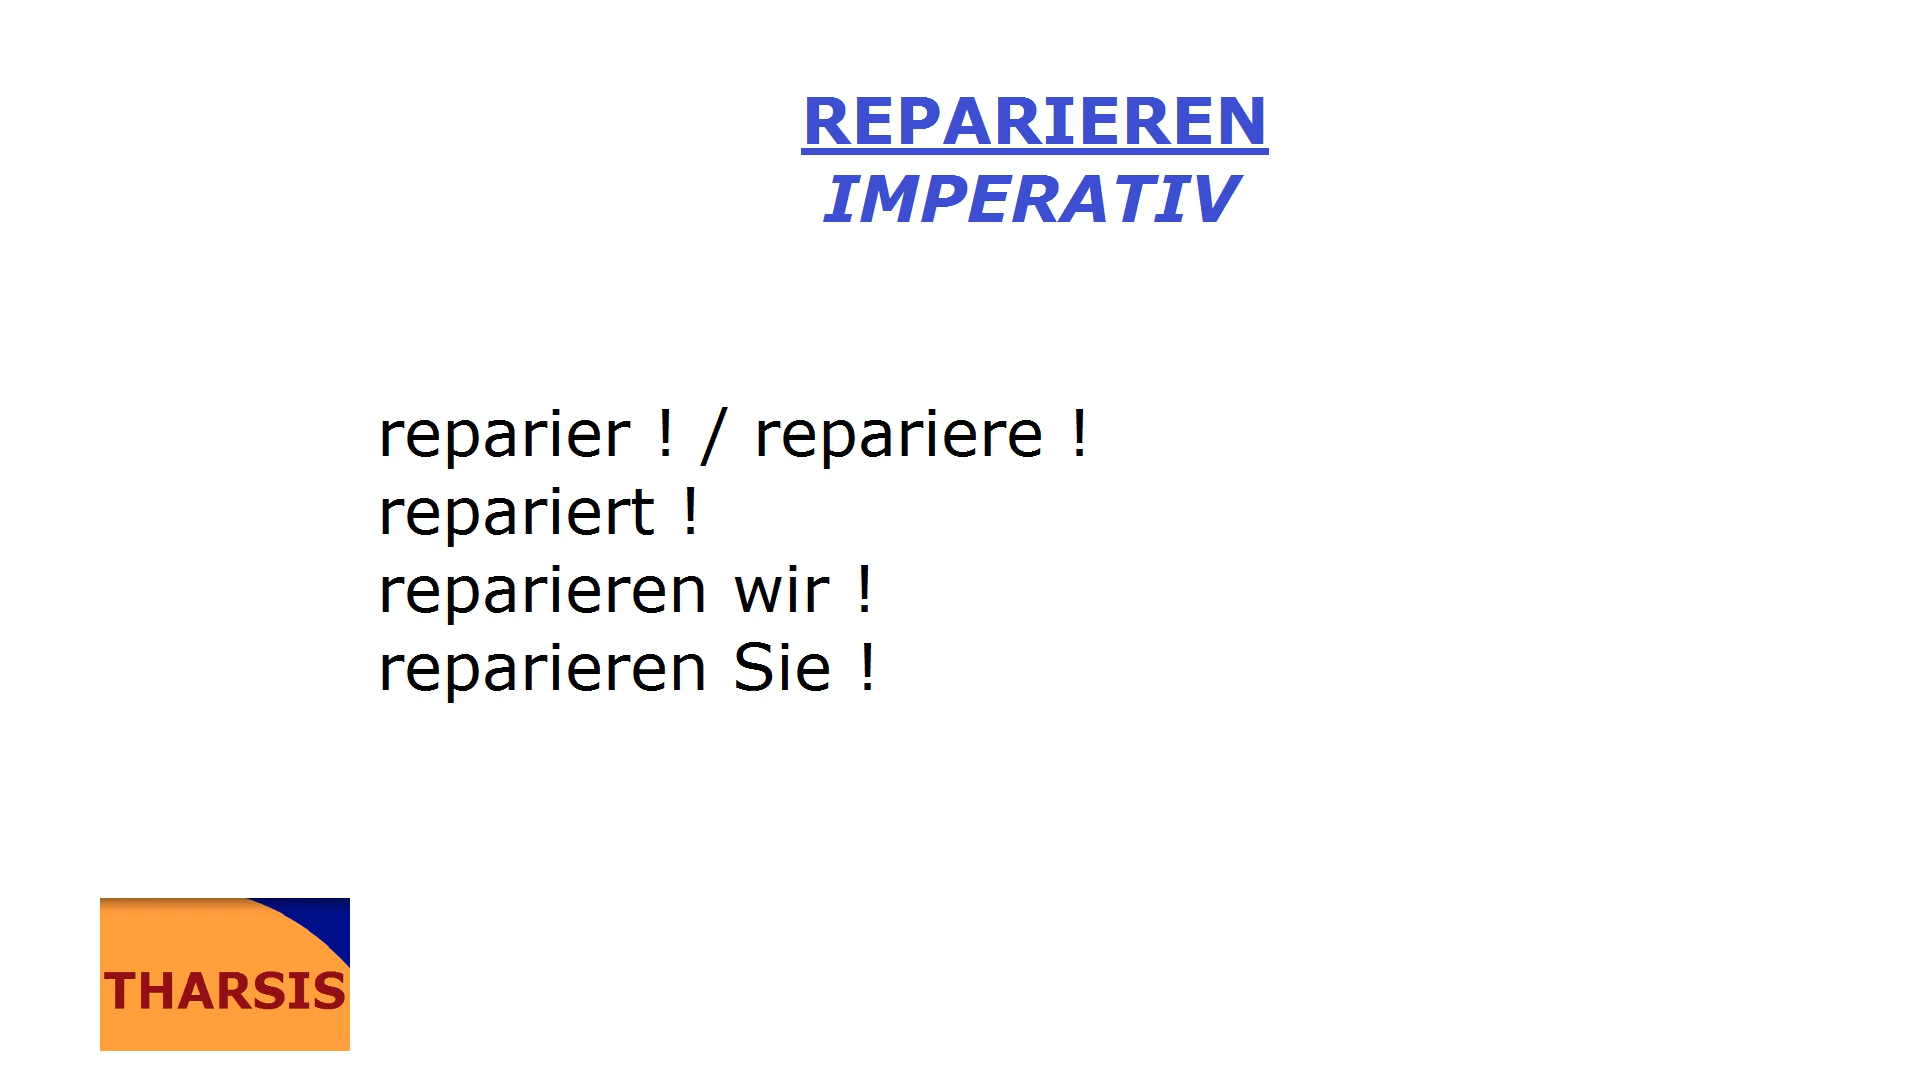 REPARIEREN
IMPERATIV
reparier ! / repariere !
repariert !
reparieren wir !
reparieren Sie !
THARSIS